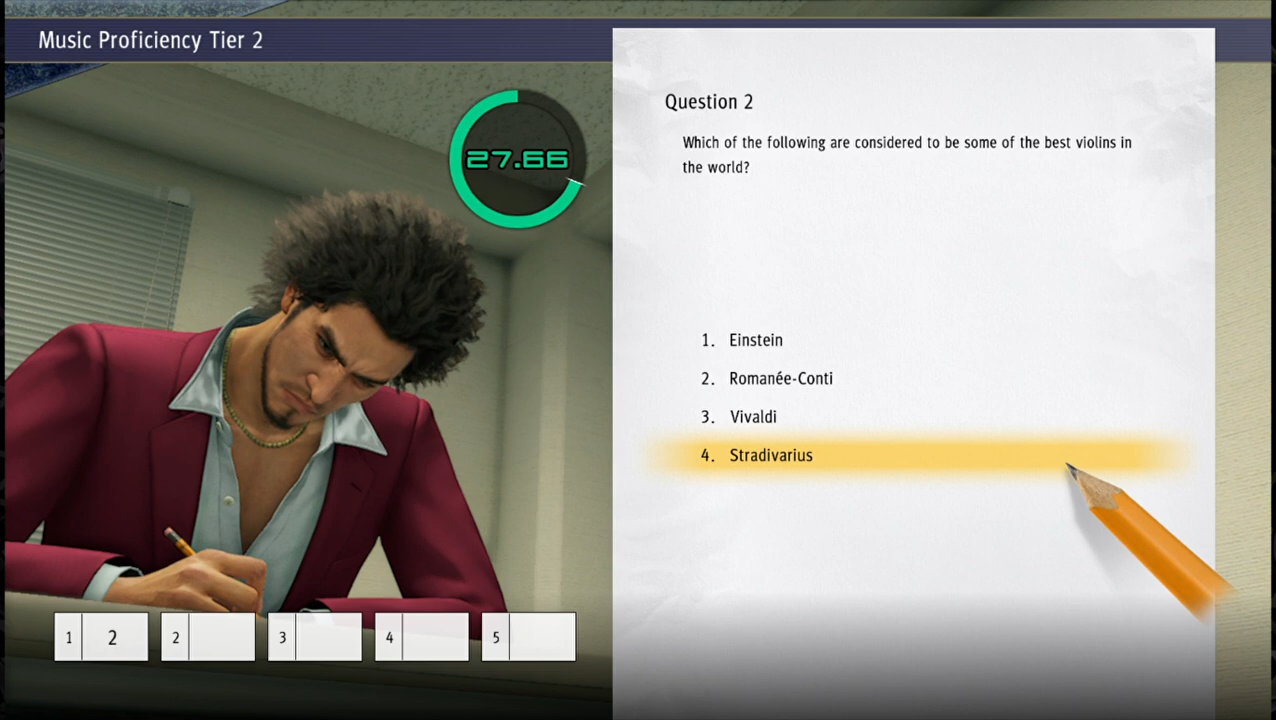 Music Proficiency Tier 2
27.66
Question 2
Which of the following are considered to be some of the best violins in
the world?
1. Einstein
2. Romanée-Conti
3. Vivaldi
4. Stradivarius
1 2 2 3 4 5